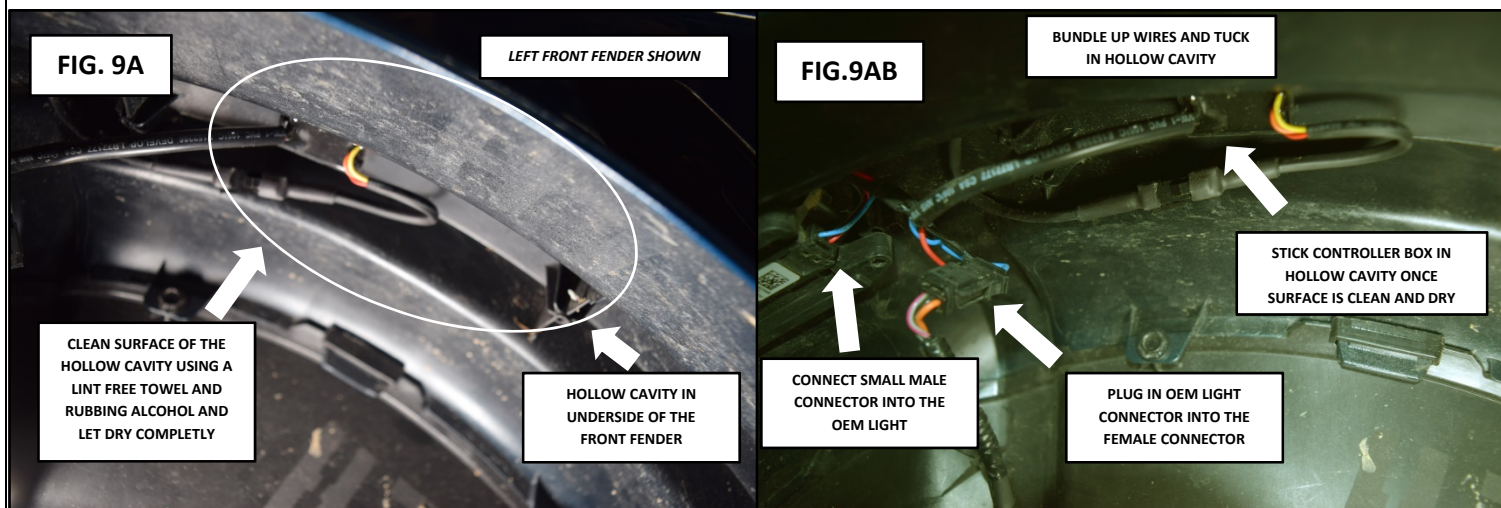 FIG. 9A
LEFT FRONT FENDER SHOWN
CLEAN SURFACE OF THE
HOLLOW CAVITY USING A
LINT FREE TOWEL AND
RUBBING ALCOHOL AND
LET DRY COMPLETLY
HOLLOW CAVITY IN
UNDERSIDE OF THE
FRONT FENDER
FIG.9AB
BUNDLE UP WIRES AND TUCK
IN HOLLOW CAVITY
STICK CONTROLLER BOX IN
HOLLOW CAVITY ONCE
SURFACE IS CLEAN AND DRY
CONNECT SMALL MALE
CONNECTOR INTO THE
OEM LIGHT
PLUG IN OEM LIGHT
CONNECTOR INTO THE
FEMALE CONNECTOR